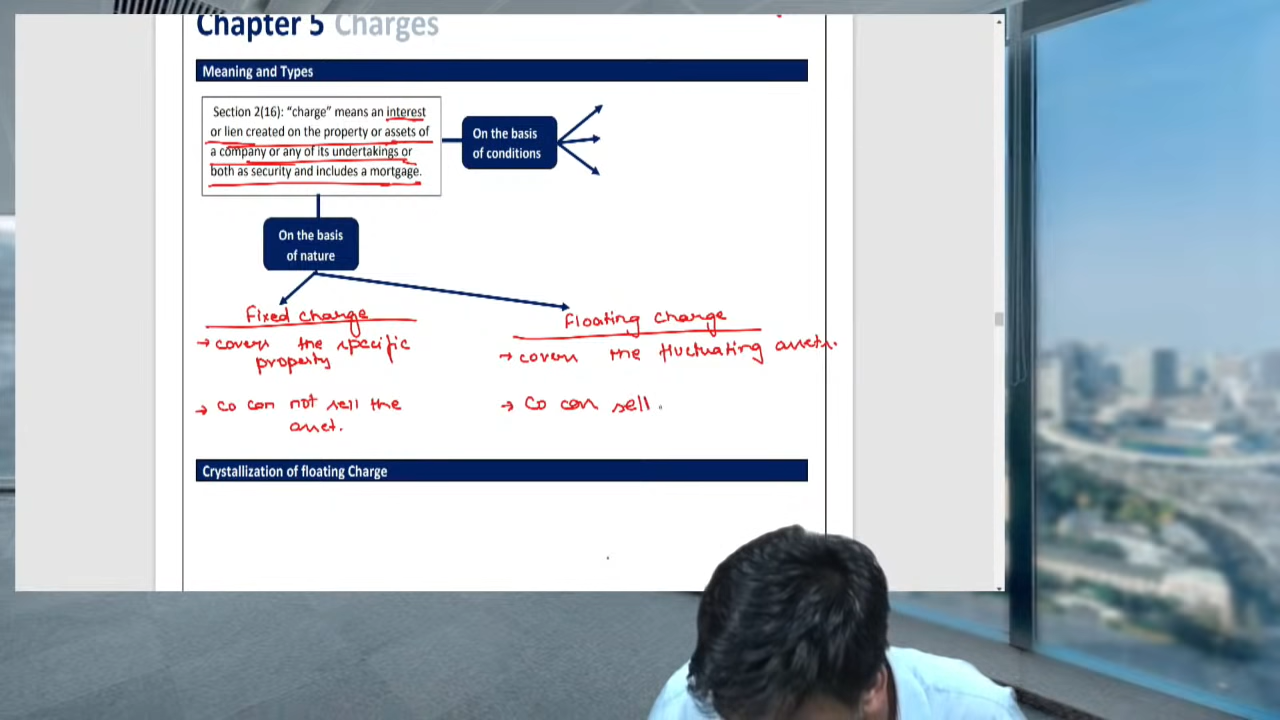 Chapter 5 Charges
Meaning and Types
Section 2(16): “charge” means an interest
or lien created on the property or assets of
a company or any of its undertakings or
both as security and includes a mortgage.
On the basis
of conditions
On the basis
of nature
Fixed charge
→ covers the specific
property
→ Co can not sell the
asset.
Floating charge
→ covers the fluctuating assets.
→ Co can sell.
Crystallization of floating Charge